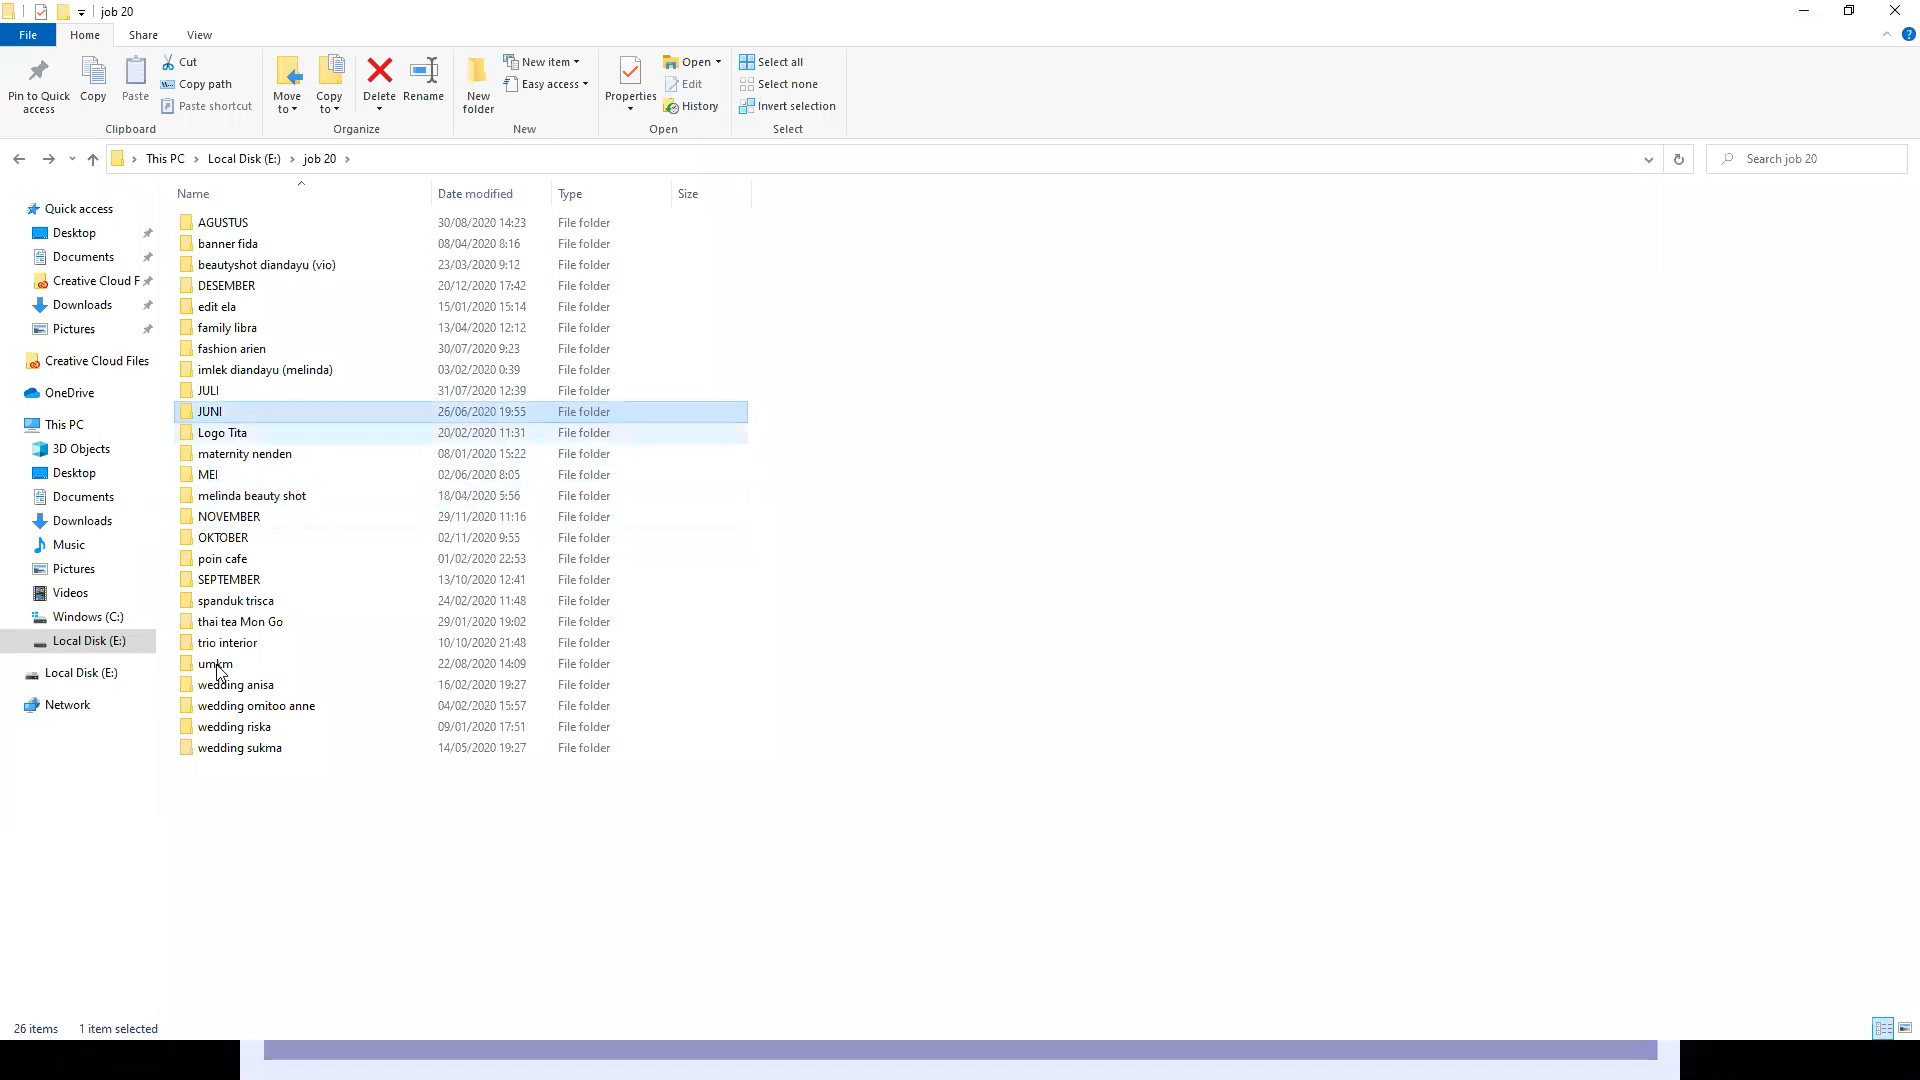 job 20
File Home Share View
Pin to Quick access
Copy
Paste
Cut
Copy path
Paste shortcut
Move to
Copy to
Delete
Rename
New folder
New item
Easy access
Properties
Open
Edit
History
Select all
Select none
Invert selection
Clipboard Organize New Open Select
This PC Local Disk (E:) job 20 Search job 20
Name Date modified Type Size
AGUSTUS 30/08/2020 14:23 File folder
banner fida 08/04/2020 8:16 File folder
beautyshot diandayu (vio) 23/03/2020 9:12 File folder
DESEMBER 20/12/2020 17:42 File folder
edit ela 15/01/2020 15:14 File folder
family libra 13/04/2020 12:12 File folder
fashion arien 30/07/2020 9:23 File folder
imlek diandayu (melinda) 03/02/2020 0:39 File folder
JULI 31/07/2020 12:39 File folder
JUNI 26/06/2020 19:55 File folder
Logo Tita 20/02/2020 11:31 File folder
maternity nenden 08/01/2020 15:22 File folder
MEI 02/06/2020 8:05 File folder
melinda beauty shot 18/04/2020 5:56 File folder
NOVEMBER 29/11/2020 11:16 File folder
OKTOBER 02/11/2020 9:55 File folder
poin cafe 01/02/2020 22:53 File folder
SEPTEMBER 13/10/2020 12:41 File folder
spanduk trisca 24/02/2020 11:48 File folder
thai tea Mon Go 29/01/2020 19:02 File folder
trio interior 10/10/2020 21:48 File folder
umkm 22/08/2020 14:09 File folder
wedding anisa 16/02/2020 19:27 File folder
wedding omitoo anne 04/02/2020 15:57 File folder
wedding riska 09/01/2020 17:51 File folder
wedding sukma 14/05/2020 19:27 File folder
Quick access
Desktop
Documents
Creative Cloud F
Downloads
Pictures
Creative Cloud Files
OneDrive
This PC
3D Objects
Desktop
Documents
Downloads
Music
Pictures
Videos
Windows (C:)
Local Disk (E:)
Local Disk (E:)
Network
26 items 1 item selected